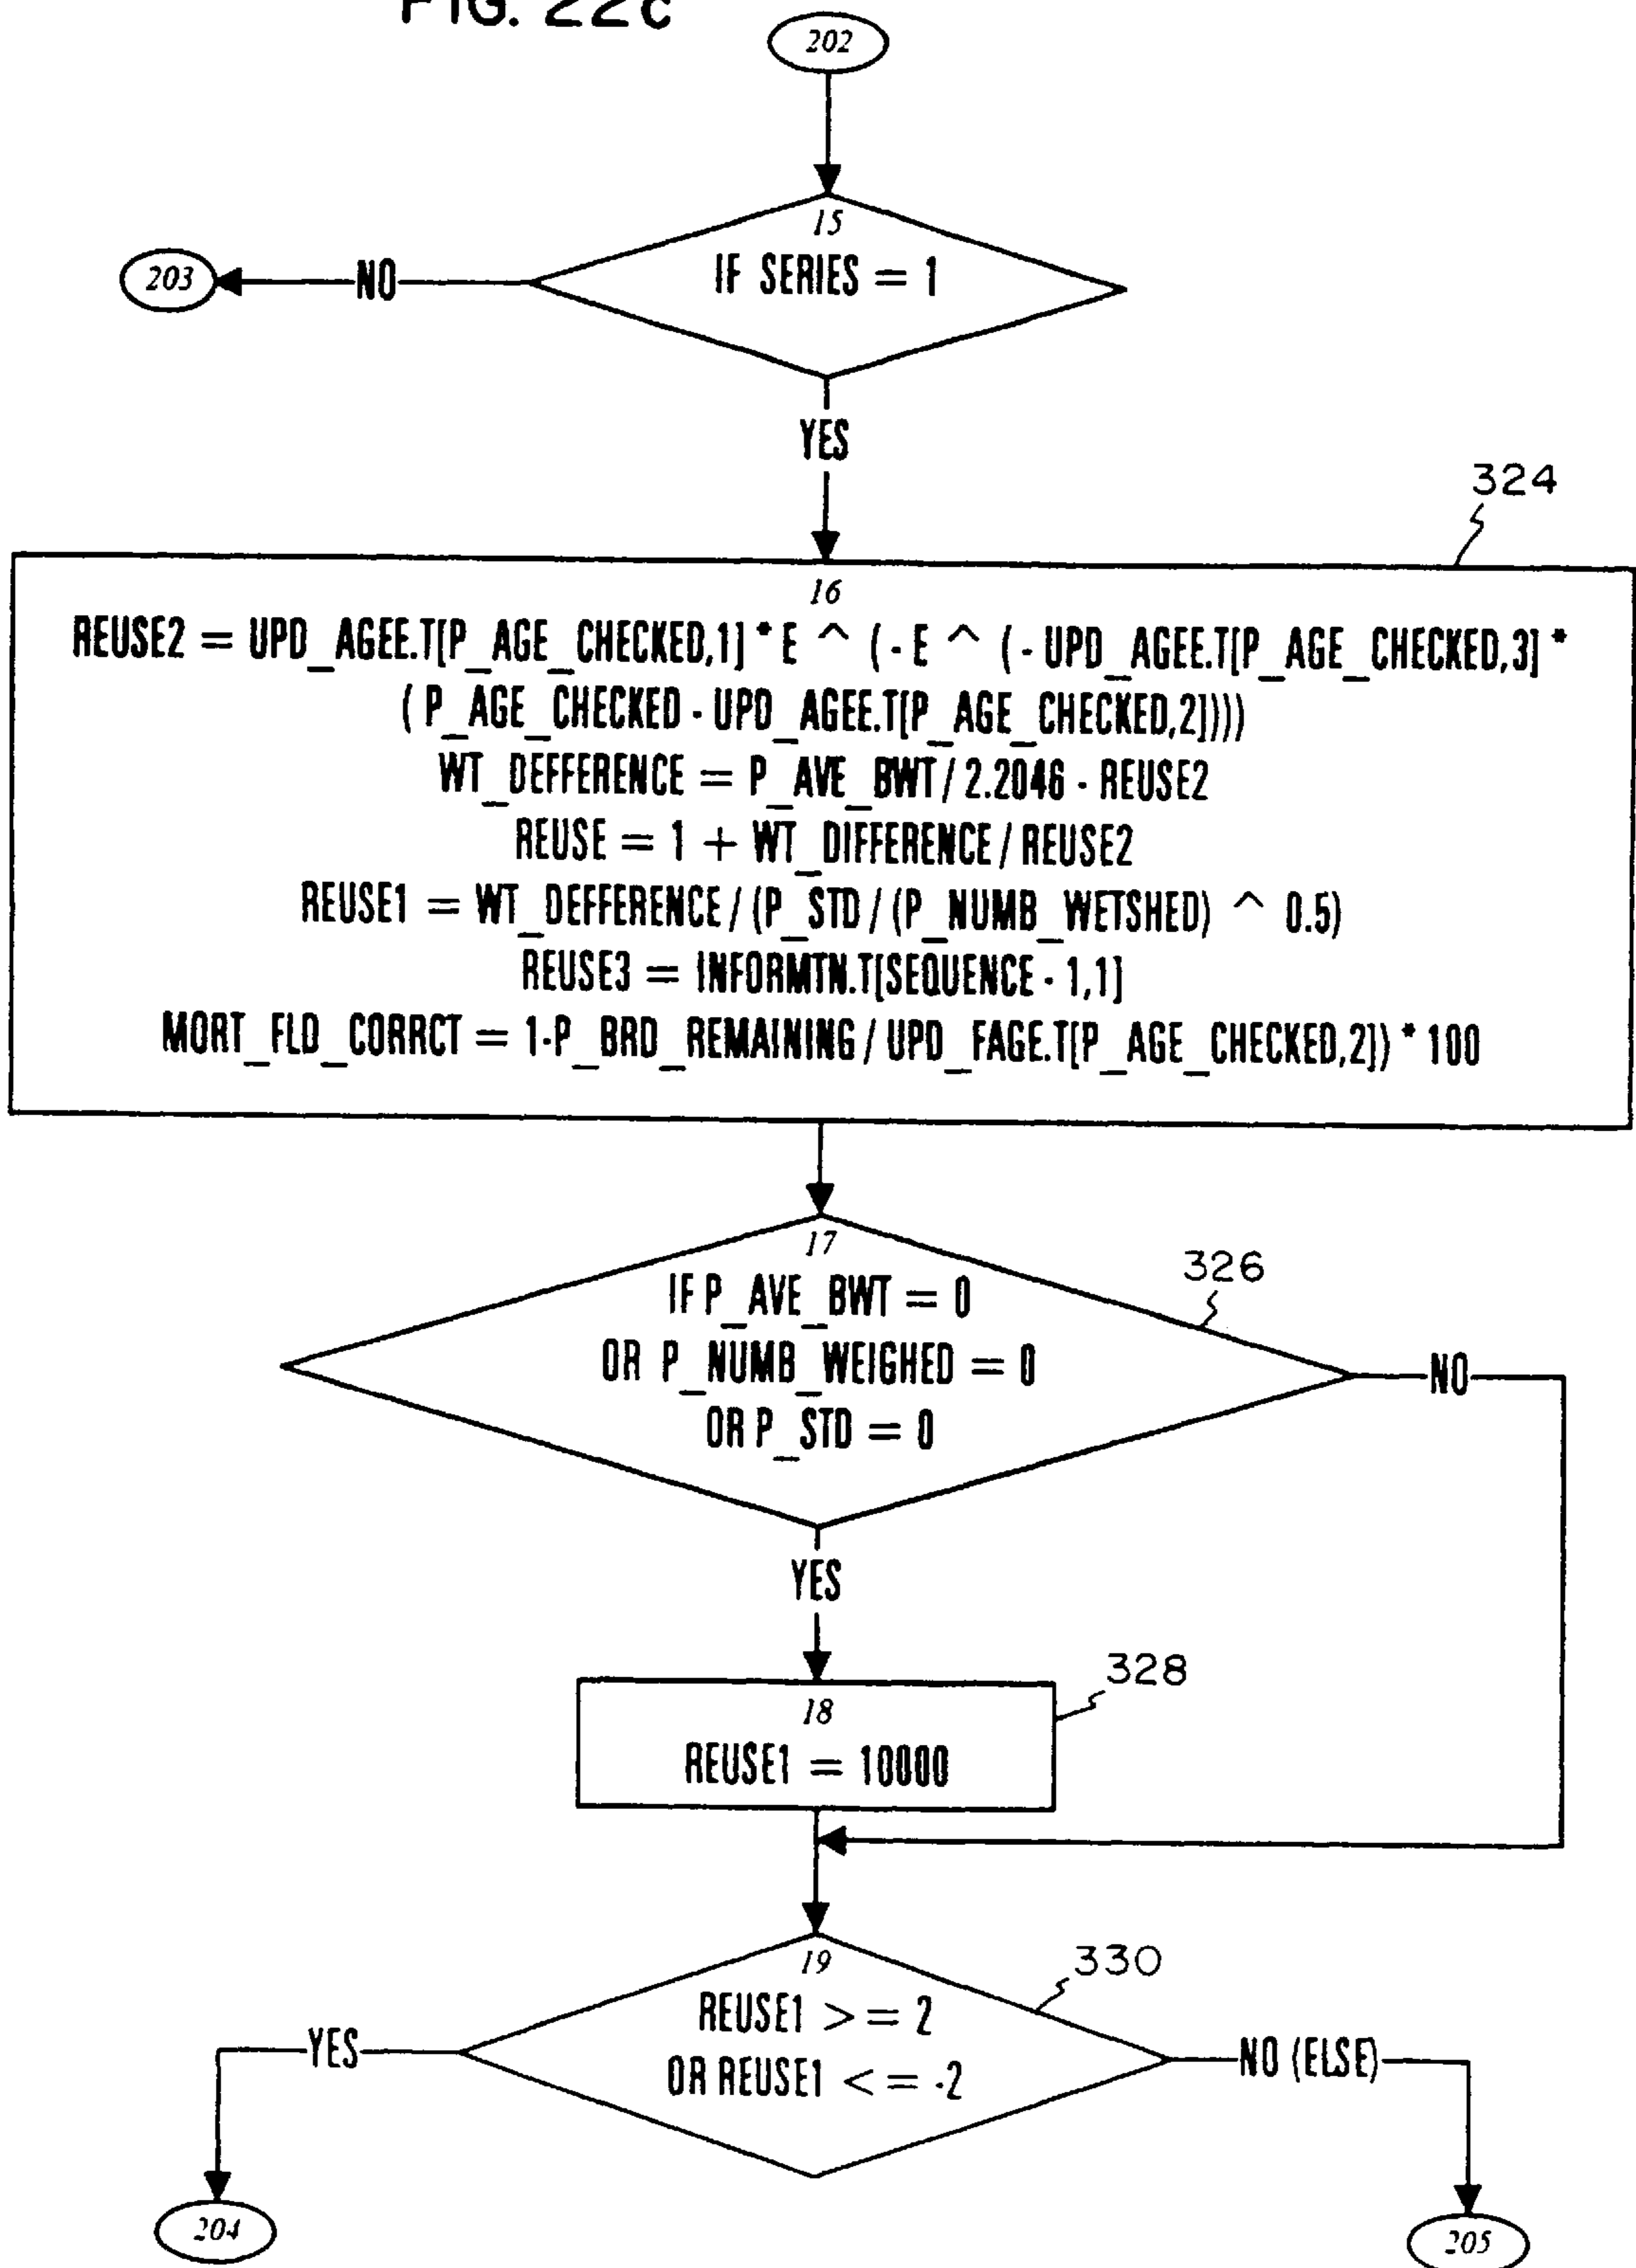 FIG. 22c
202
15
IF SERIES = 1
NO
203
YES
324
16
REUSE2 = UPD_AGEE.T[P_AGE_CHECKED,1] * E ^ (- E ^ (- UPD_AGEE.T[P_AGE_CHECKED,3] *
( P_AGE_CHECKED - UPD_AGEE.T[P_AGE_CHECKED,2])))
WT_DEFFERENCE = P_AVE_BWT / 2.2046 - REUSE2
REUSE = 1 + WT_DIFFERENCE / REUSE2
REUSE1 = WT_DEFFERENCE / (P_STD / (P_NUMB_WETSHED) ^ 0.5)
REUSE3 = INFORMTN.T[SEQUENCE - 1,1]
MORT_FLD_CORRCT = 1-P_BRD_REMAINING / UPD_FAGE.T[P_AGE_CHECKED,2]) * 100
17
326
IF P_AVE_BWT = 0
OR P_NUMB_WEIGHED = 0
OR P_STD = 0
NO
YES
328
18
REUSE1 = 10000
19
330
REUSE1 > = 2
OR REUSE1 < = -2
YES
NO (ELSE)
204
205